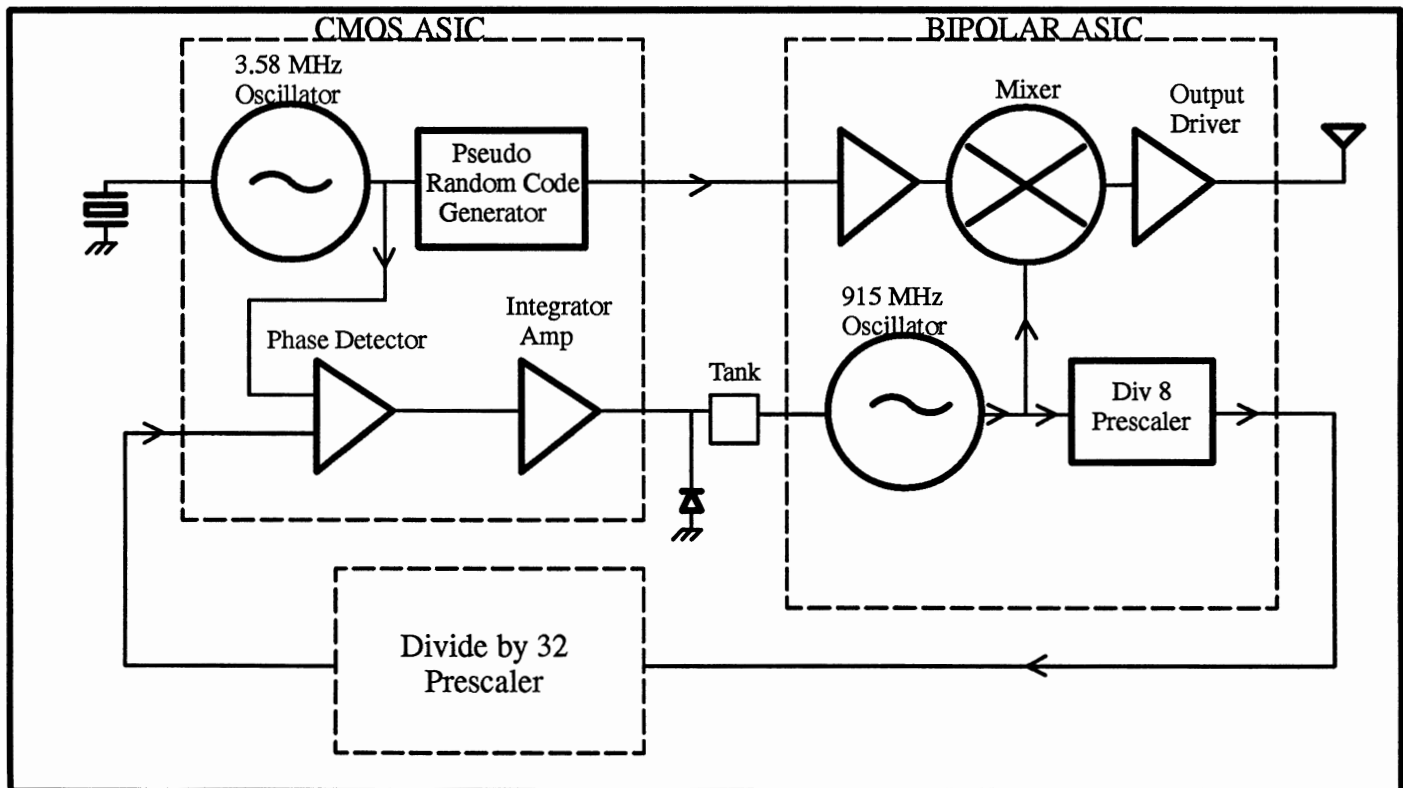 CMOS ASIC
BIPOLAR ASIC
3.58 MHz
Oscillator
Pseudo
Random Code
Generator
Mixer
Output
Driver
Phase Detector
Integrator
Amp
Tank
915 MHz
Oscillator
Div 8
Prescaler
Divide by 32
Prescaler